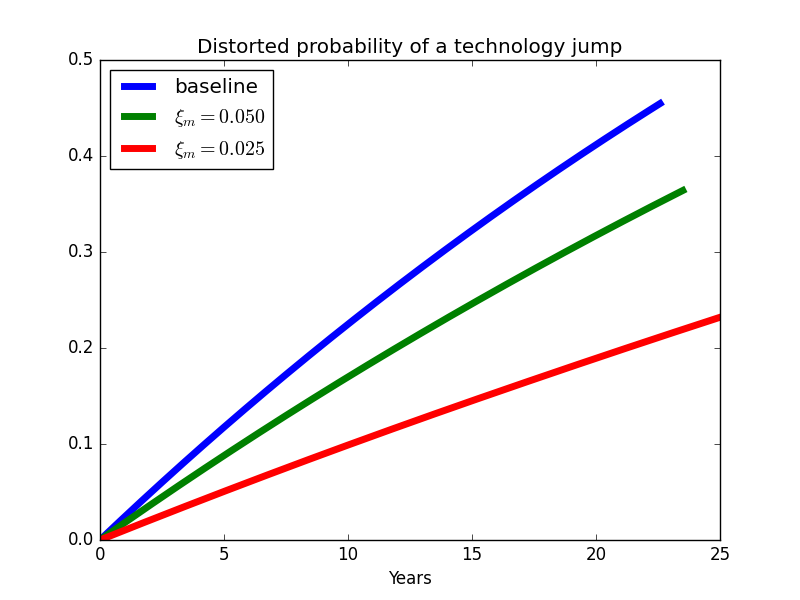 Distorted probability of a technology jump
0.5
0.4
0.3
0.2
0.1
0.0
baseline
ξₘ = 0.050
ξₘ = 0.025
0 5 10 15 20 25
Years